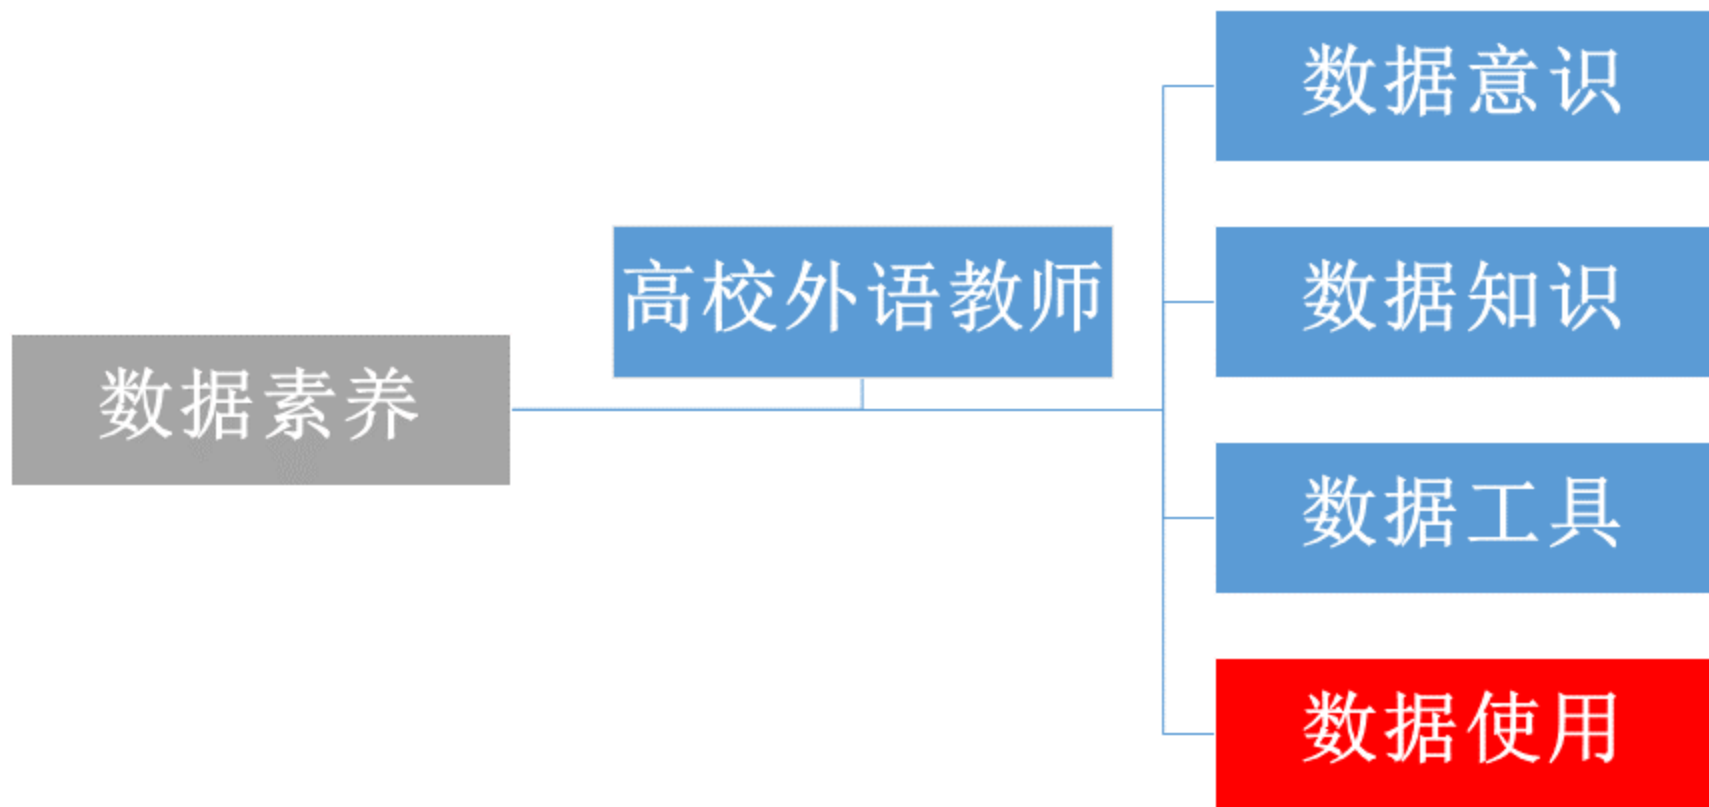 数据素养
高校外语教师
数据意识
数据知识
数据工具
数据使用